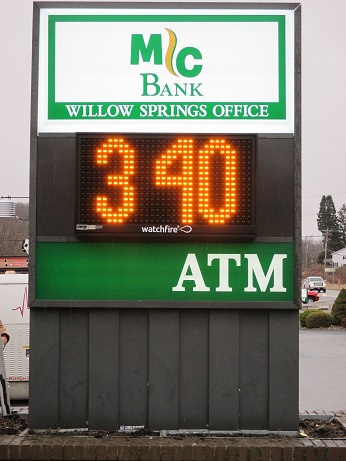 MC
BANK
WILLOW SPRINGS OFFICE
3 40
watchfire
ATM